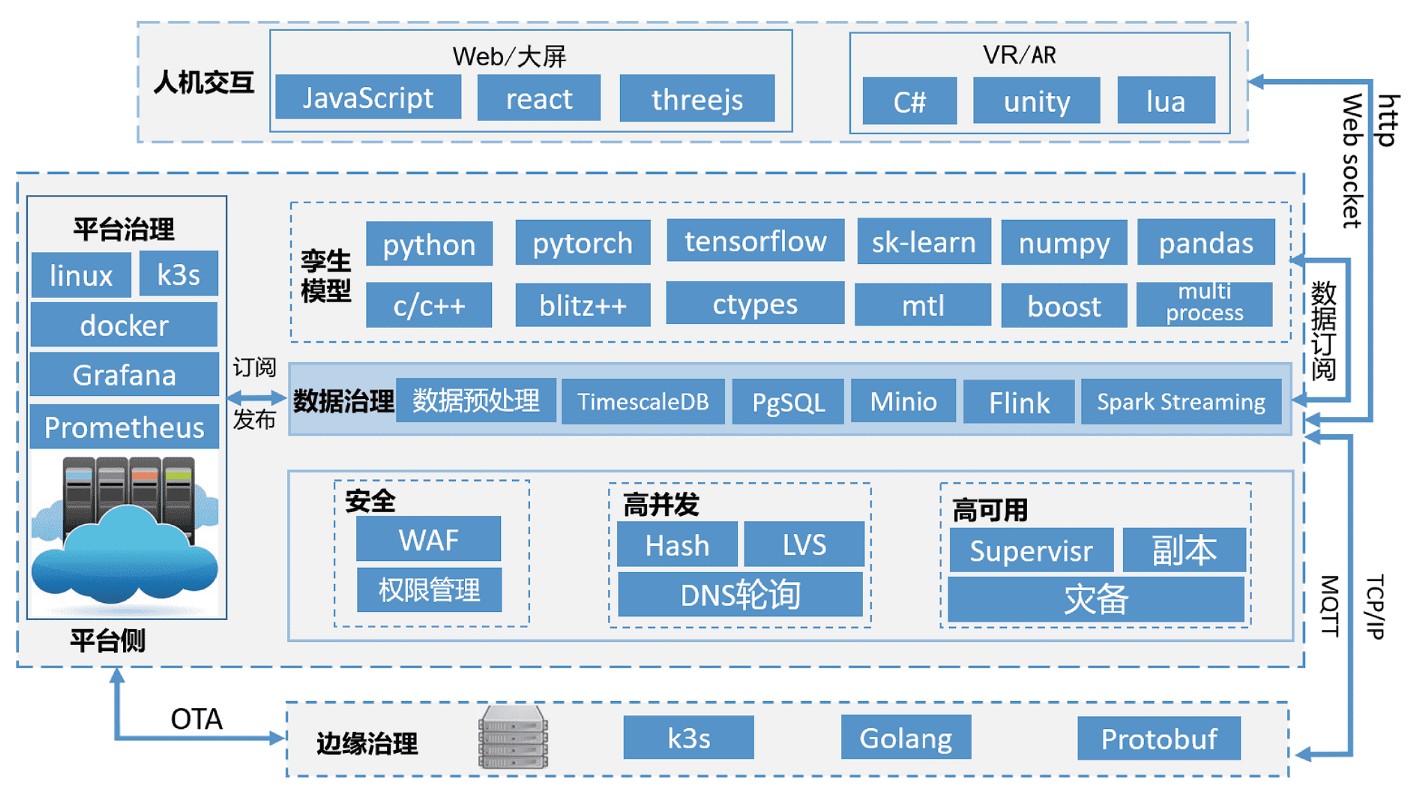 人机交互
Web/大屏
JavaScript
react
threejs
VR/AR
C#
unity
lua
http
Web socket
平台治理
linux
k3s
docker
Grafana
Prometheus
平台侧
孪生
模型
python
pytorch
tensorflow
sk-learn
numpy
pandas
c/c++
blitz++
ctypes
mtl
boost
multi
process
数据订阅
订阅
发布
数据治理
数据预处理
TimescaleDB
PgSQL
Minio
Flink
Spark Streaming
安全
WAF
权限管理
高并发
Hash
LVS
DNS轮询
高可用
Supervisr
副本
灾备
TCP/IP
MQTT
OTA
边缘治理
k3s
Golang
Protobuf